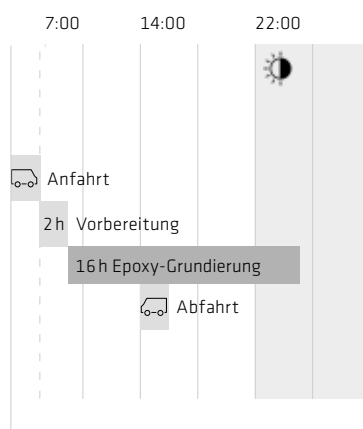 7:00 14:00 22:00
Anfahrt
2 h Vorbereitung
16 h Epoxy-Grundierung
Abfahrt